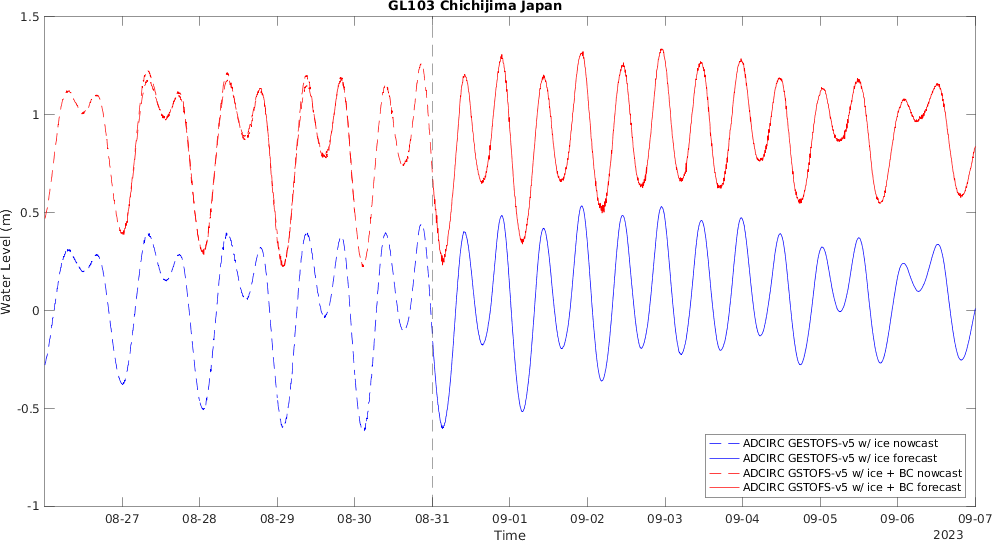 GL103 Chichijima Japan
Water Level (m)
1.5
1
0.5
0
-0.5
-1
ADCIRC GESTOFS-v5 w/ ice nowcast
ADCIRC GESTOFS-v5 w/ ice forecast
ADCIRC GSTOFS-v5 w/ ice + BC nowcast
ADCIRC GSTOFS-v5 w/ ice + BC forecast
08-27 08-28 08-29 08-30 08-31 09-01 09-02 09-03 09-04 09-05 09-06 09-07
Time
2023